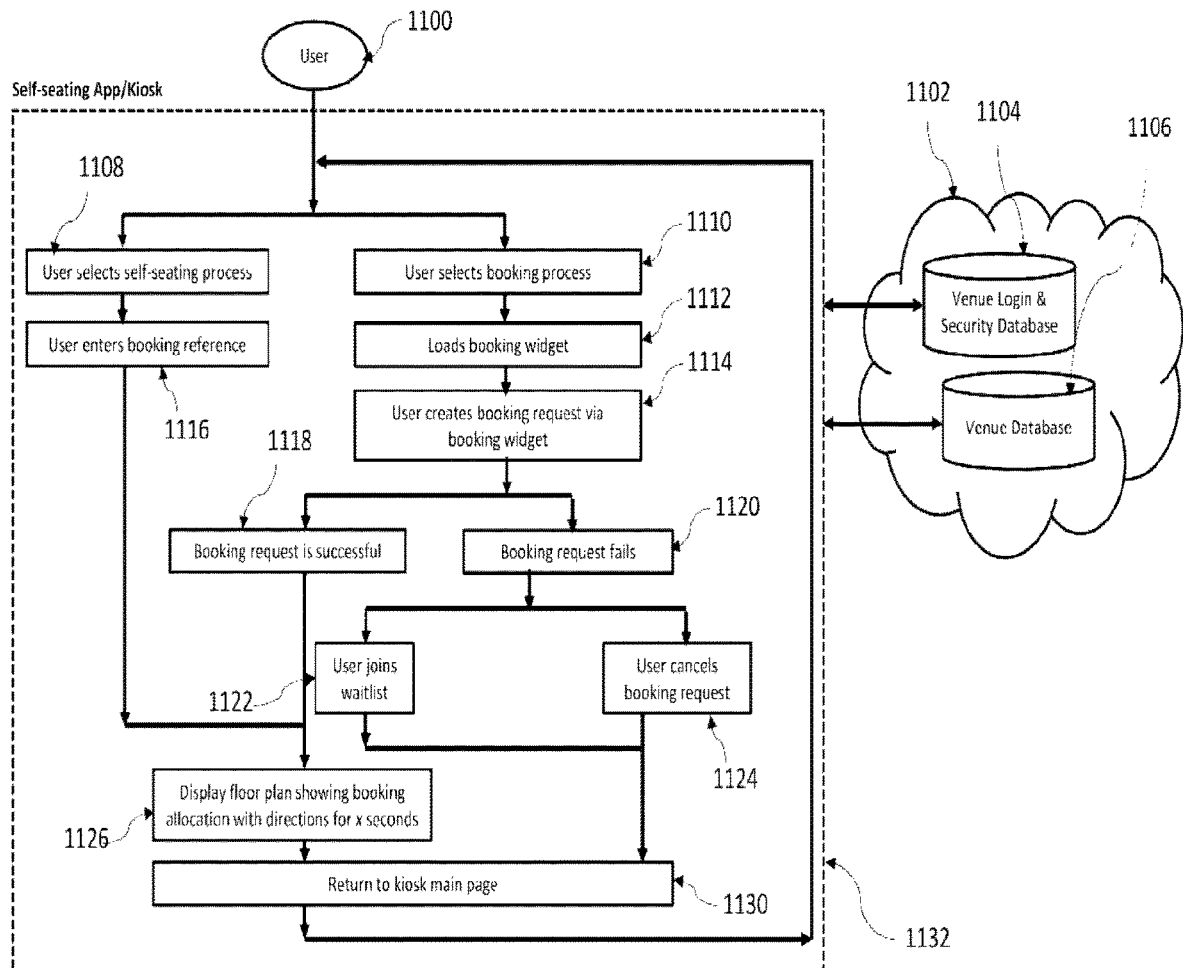 1100
User
Self-seating App/Kiosk
1102
1104
1106
1108
1110
User selects self-seating process
User selects booking process
1112
Venue Login &
Security Database
User enters booking reference
Loads booking widget
1114
1116
User creates booking request via
booking widget
Venue Database
1118
1120
Booking request is successful
Booking request fails
User joins
waitlist
User cancels
booking request
1122
1124
Display floor plan showing booking
allocation with directions for x seconds
1126
Return to kiosk main page
1130
1132